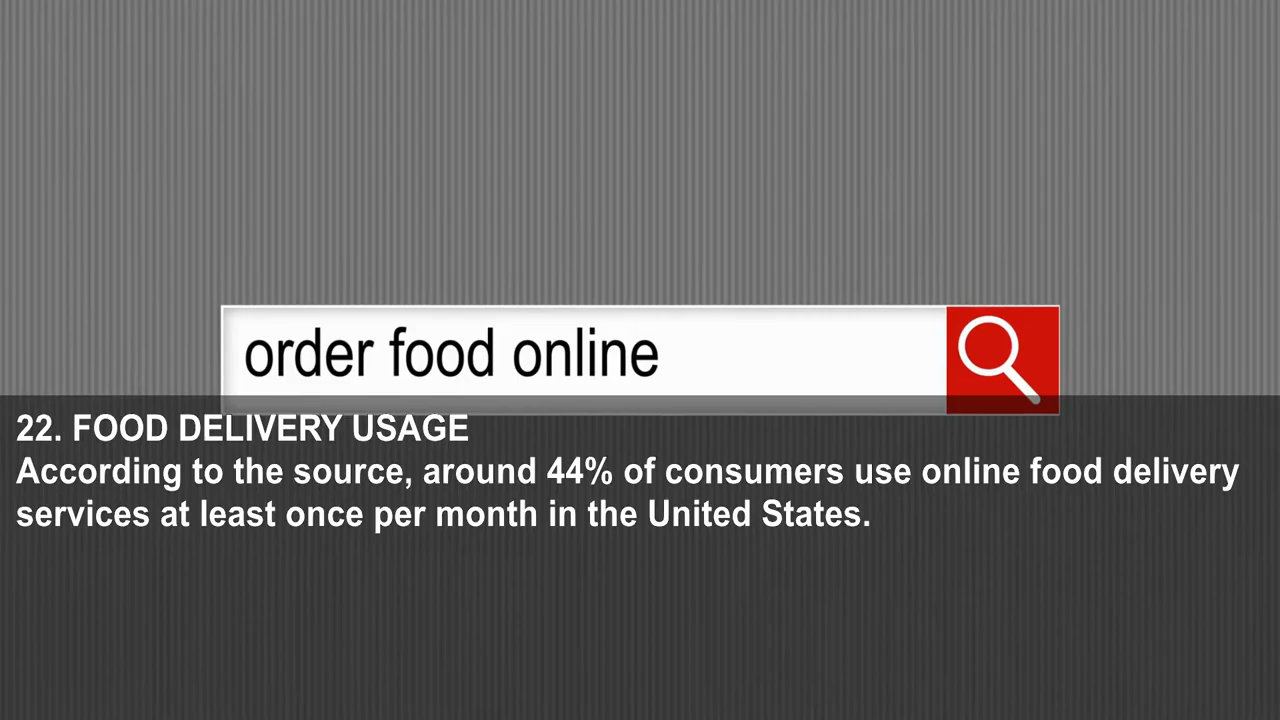 order food online
22. FOOD DELIVERY USAGE
According to the source, around 44% of consumers use online food delivery
services at least once per month in the United States.